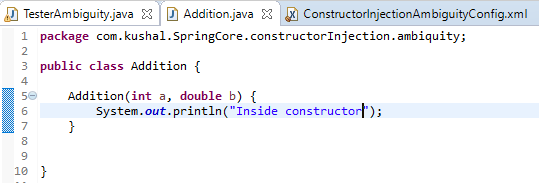 TesterAmbiguity.java Addition.java ConstructorInjectionAmbiguityConfig.xml
1 package com.kushal.SpringCore.constructorInjection.ambiquity;
2
3 public class Addition {
4
5 Addition(int a, double b) {
6 System.out.println("Inside constructor");
7 }
8
9
10 }